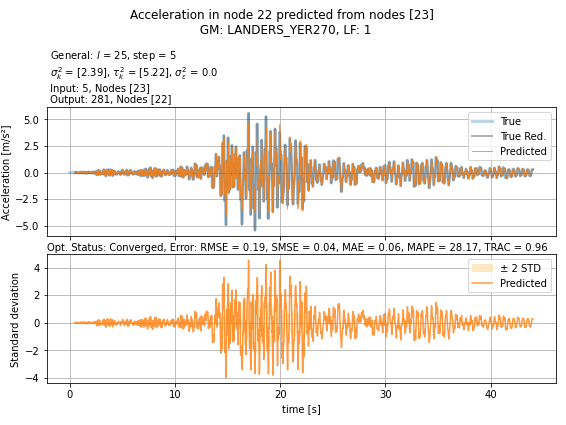 Acceleration in node 22 predicted from nodes [23]
GM: LANDERS_YER270, LF: 1
General: l = 25, step = 5
σ²ₖ = [2.39], τ²ₖ = [5.22], σ²ε = 0.0
Input: 5, Nodes [23]
Output: 281, Nodes [22]
Acceleration [m/s²]
5.0
2.5
0.0
−2.5
−5.0
True
True Red.
Predicted
Opt. Status: Converged, Error: RMSE = 0.19, SMSE = 0.04, MAE = 0.06, MAPE = 28.17, TRAC = 0.96
Standard deviation
4
2
0
−2
−4
± 2 STD
Predicted
0
10
20
30
40
time [s]